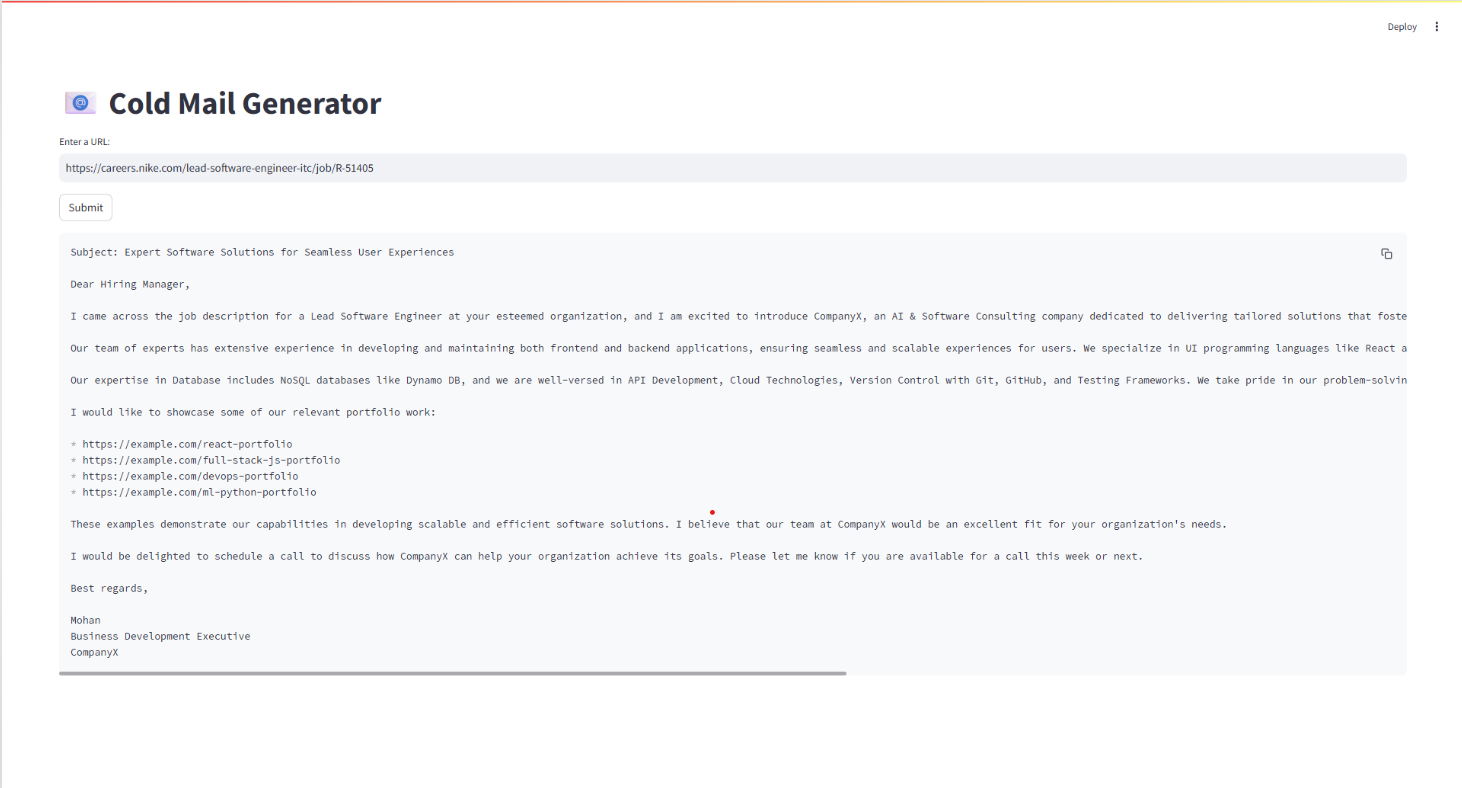 Deploy
Cold Mail Generator
Enter a URL:
https://careers.nike.com/lead-software-engineer-itc/job/R-51405
Submit
Subject: Expert Software Solutions for Seamless User Experiences
Dear Hiring Manager,
I came across the job description for a Lead Software Engineer at your esteemed organization, and I am excited to introduce CompanyX, an AI & Software Consulting company dedicated to delivering tailored solutions that foste
Our team of experts has extensive experience in developing and maintaining both frontend and backend applications, ensuring seamless and scalable experiences for users. We specialize in UI programming languages like React a
Our expertise in Database includes NoSQL databases like Dynamo DB, and we are well-versed in API Development, Cloud Technologies, Version Control with Git, GitHub, and Testing Frameworks. We take pride in our problem-solvin
I would like to showcase some of our relevant portfolio work:
* https://example.com/react-portfolio
* https://example.com/full-stack-js-portfolio
* https://example.com/devops-portfolio
* https://example.com/ml-python-portfolio
These examples demonstrate our capabilities in developing scalable and efficient software solutions. I believe that our team at CompanyX would be an excellent fit for your organization's needs.
I would be delighted to schedule a call to discuss how CompanyX can help your organization achieve its goals. Please let me know if you are available for a call this week or next.
Best regards,
Mohan
Business Development Executive
CompanyX